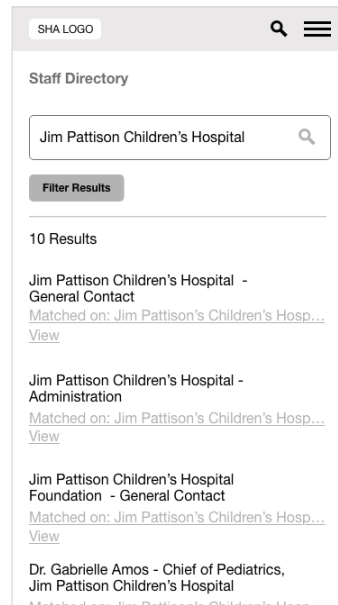 SHA LOGO
Staff Directory
Jim Pattison Children's Hospital
Filter Results
10 Results
Jim Pattison Children's Hospital -
General Contact
Matched on: Jim Pattison's Children's Hosp...
View
Jim Pattison Children's Hospital -
Administration
Matched on: Jim Pattison's Children's Hosp...
View
Jim Pattison Children's Hospital
Foundation - General Contact
Matched on: Jim Pattison's Children's Hosp...
View
Dr. Gabrielle Amos - Chief of Pediatrics,
Jim Pattison Children's Hospital